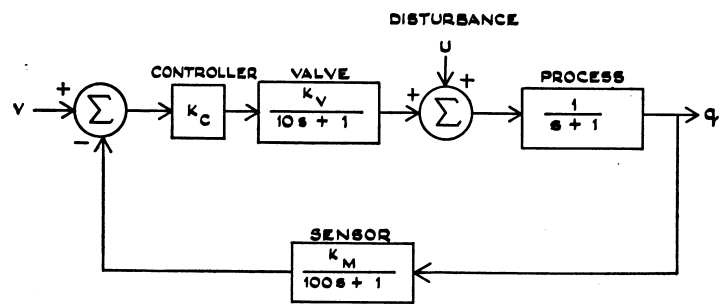 DISTURBANCE
U
CONTROLLER
VALVE
PROCESS
+
+
+
V
Σ
K_C
K_V
10s + 1
Σ
1
s + 1
q
−
SENSOR
K_M
100s + 1